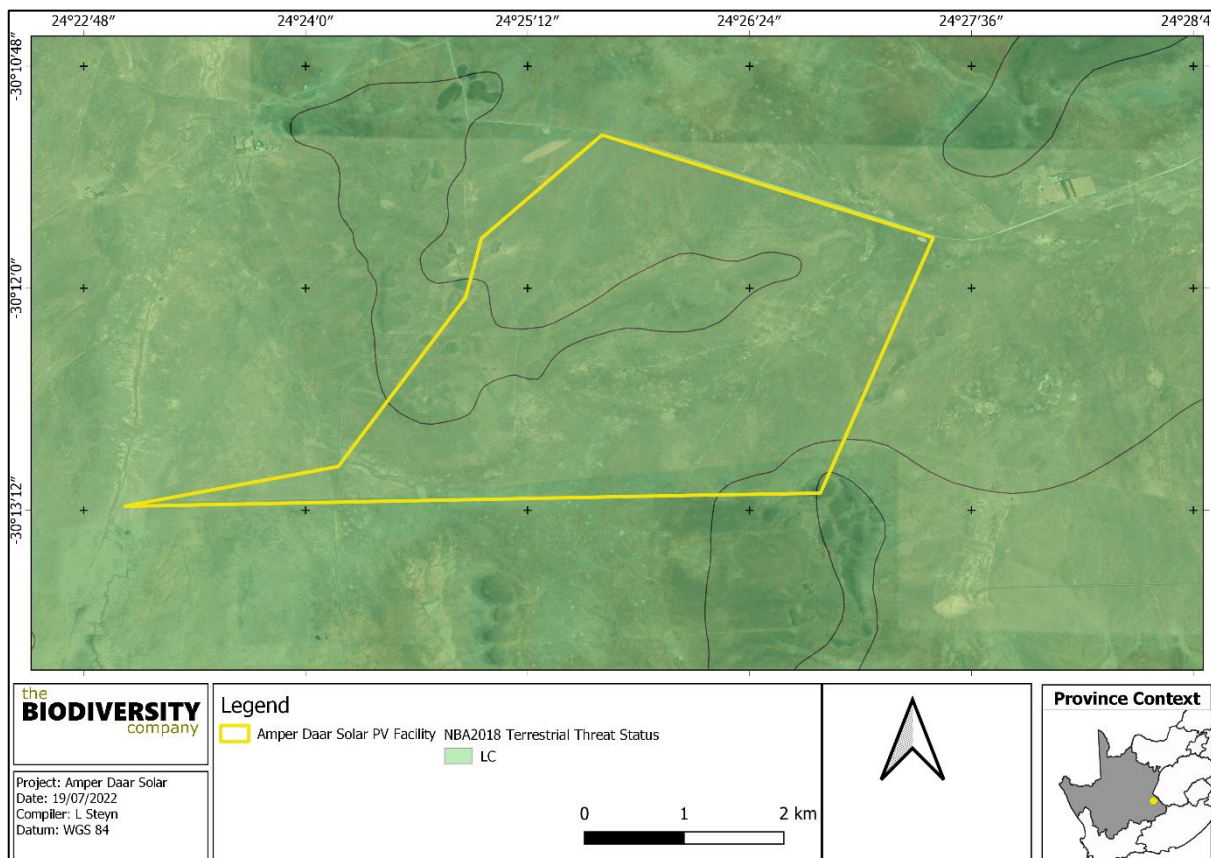 24°22′48″ 24°24′0″ 24°25′12″ 24°26′24″ 24°27′36″ 24°28′4
-30°10′48″
-30°12′0″
-30°13′12″
the
BIODIVERSITY
company
Project: Amper Daar Solar
Date: 19/07/2022
Compiler: L Steyn
Datum: WGS 84
Legend
Amper Daar Solar PV Facility NBA2018 Terrestrial Threat Status
LC
0 1 2 km
Province Context